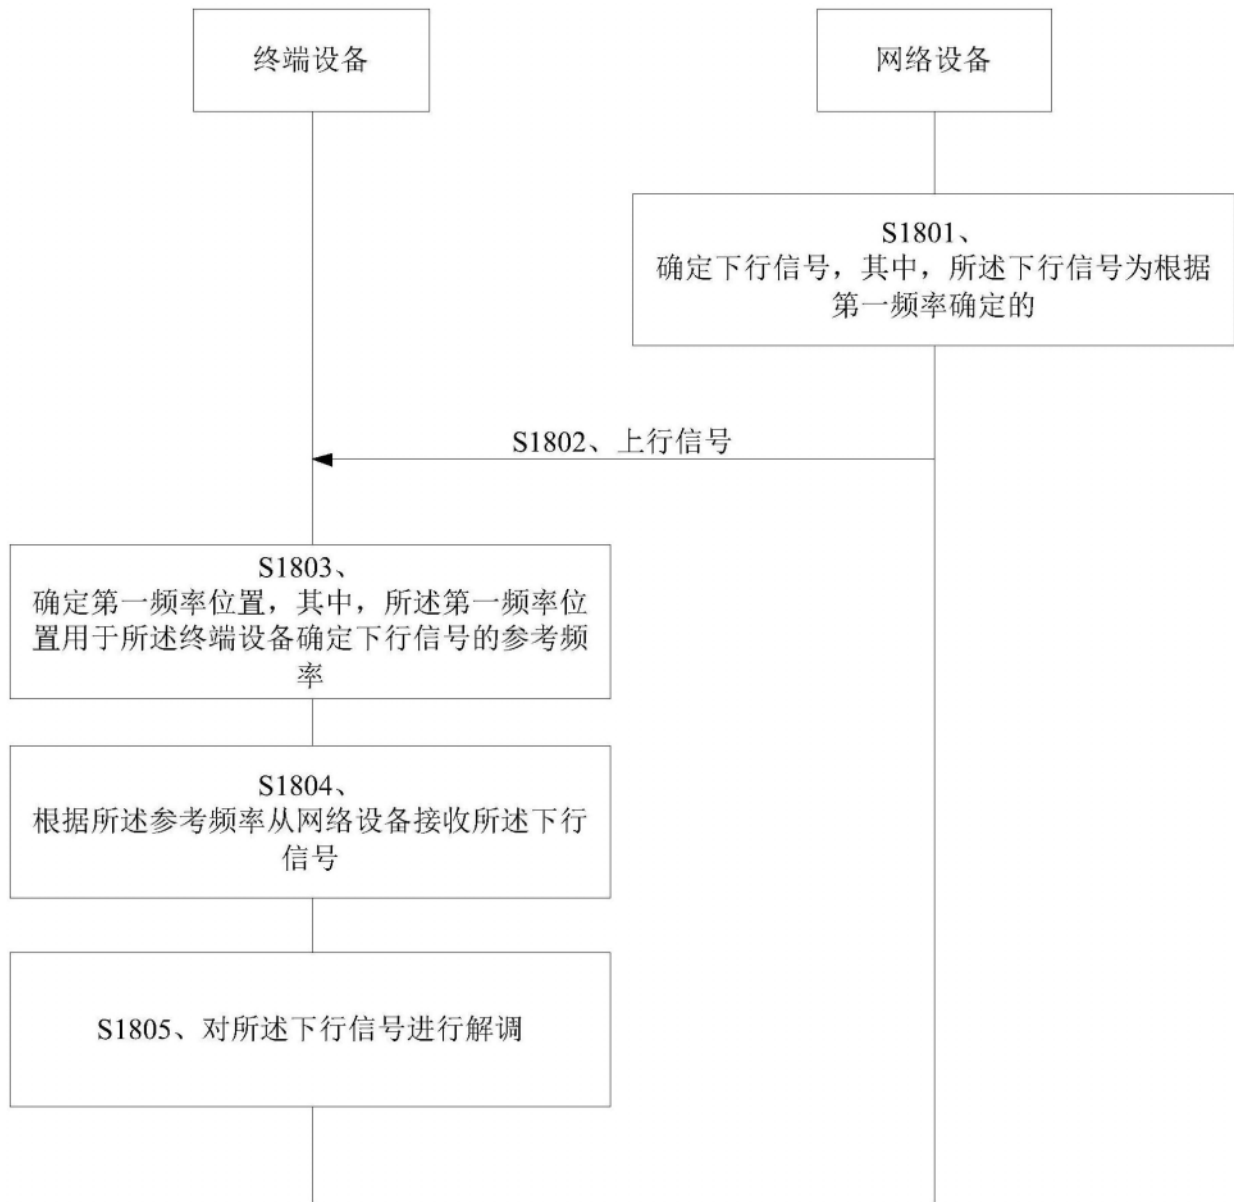 终端设备
网络设备
S1801、
确定下行信号，其中，所述下行信号为根据
第一频率确定的
S1802、上行信号
S1803、
确定第一频率位置，其中，所述第一频率位
置用于所述终端设备确定下行信号的参考频
率
S1804、
根据所述参考频率从网络设备接收所述下行
信号
S1805、对所述下行信号进行解调